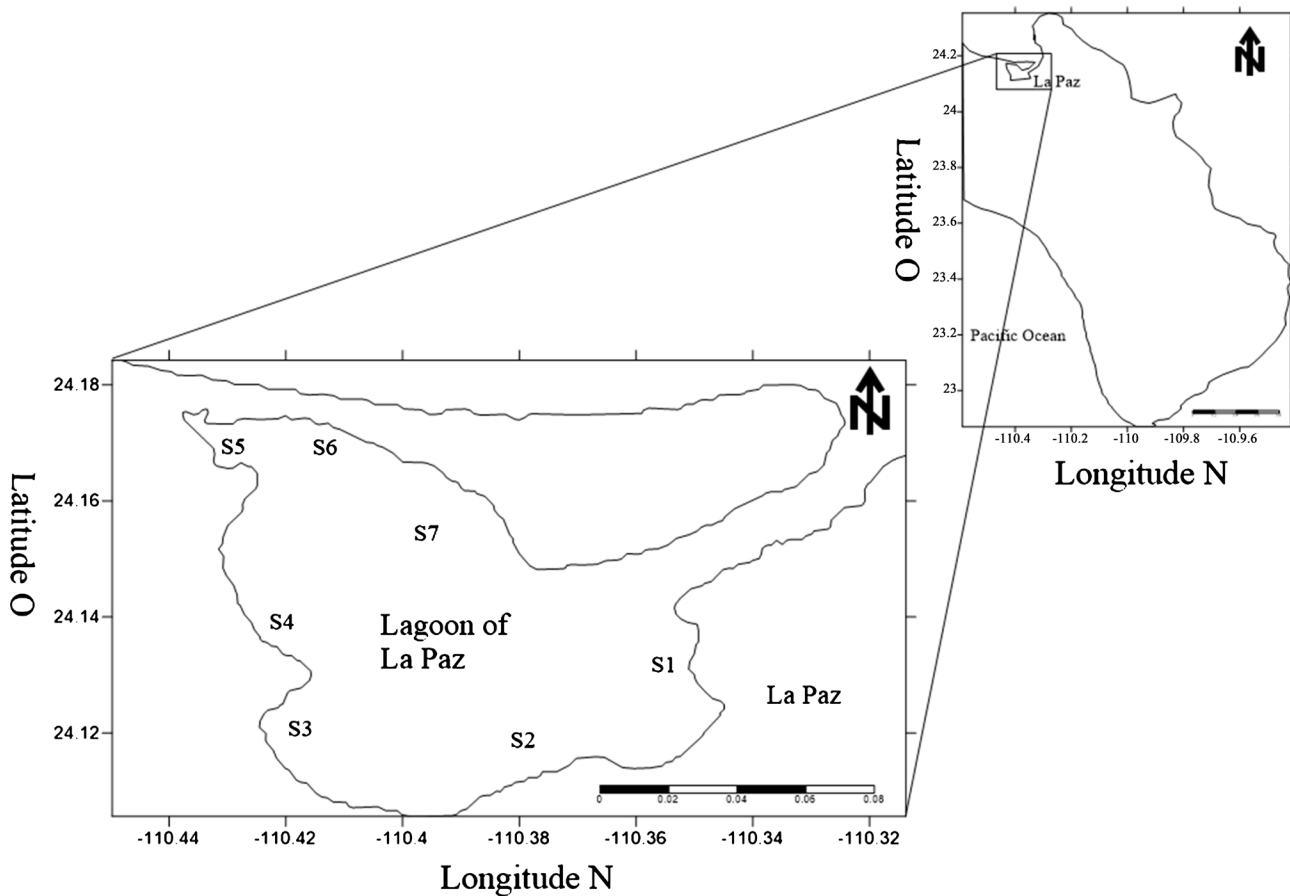 24.2
24
23.8
23.6
23.4
23.2
23
Latitude O
N
La Paz
Pacific Ocean
-110.4 -110.2 -110 -109.8 -109.6
Longitude N
24.18
24.16
24.14
24.12
Latitude O
N
S5 S6
S7
S4
Lagoon of
La Paz
S1
La Paz
S3
S2
0 0.02 0.04 0.06 0.08
-110.44 -110.42 -110.4 -110.38 -110.36 -110.34 -110.32
Longitude N